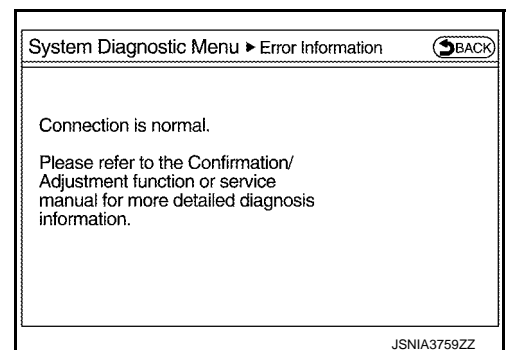 System Diagnostic Menu ▶ Error Information BACK
Connection is normal.
Please refer to the Confirmation/
Adjustment function or service
manual for more detailed diagnosis
information.
JSNIA3759ZZ